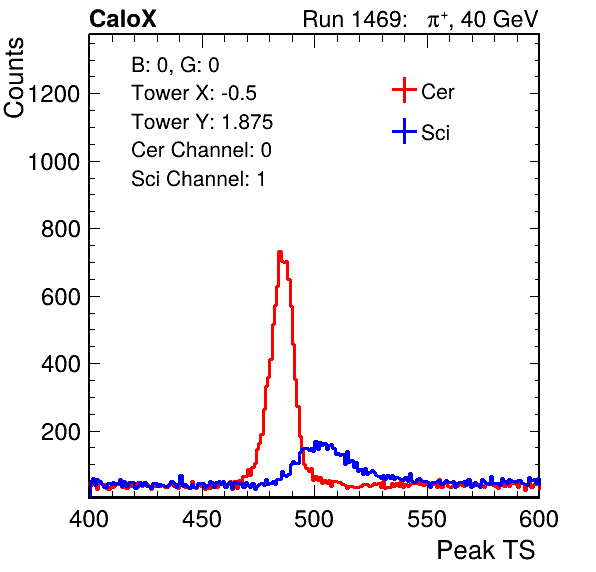 CaloX Run 1469: π⁺, 40 GeV
Counts
B: 0, G: 0
Tower X: -0.5
Tower Y: 1.875
Cer Channel: 0
Sci Channel: 1
Cer
Sci
1200
1000
800
600
400
200
400 450 500 550 600
Peak TS